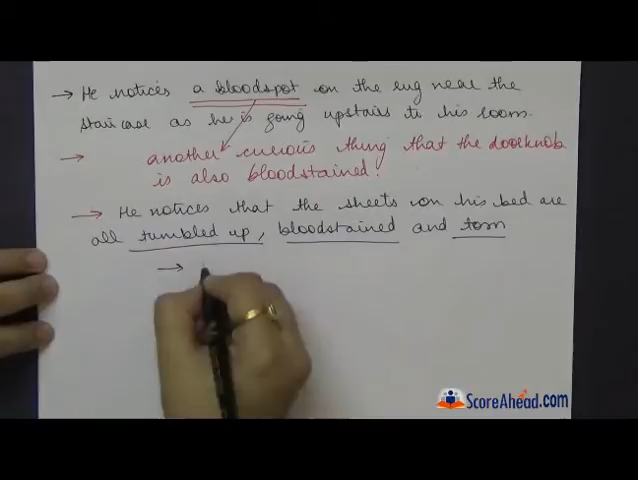 → He notices a bloodspot on the rug near the
staircase as he is going upstairs to his room.
→ another curious thing that the doorknob
is also bloodstained!
→ He notices that the sheets on his bed are
all tumbled up, bloodstained and torn
→
ScoreAhead.com